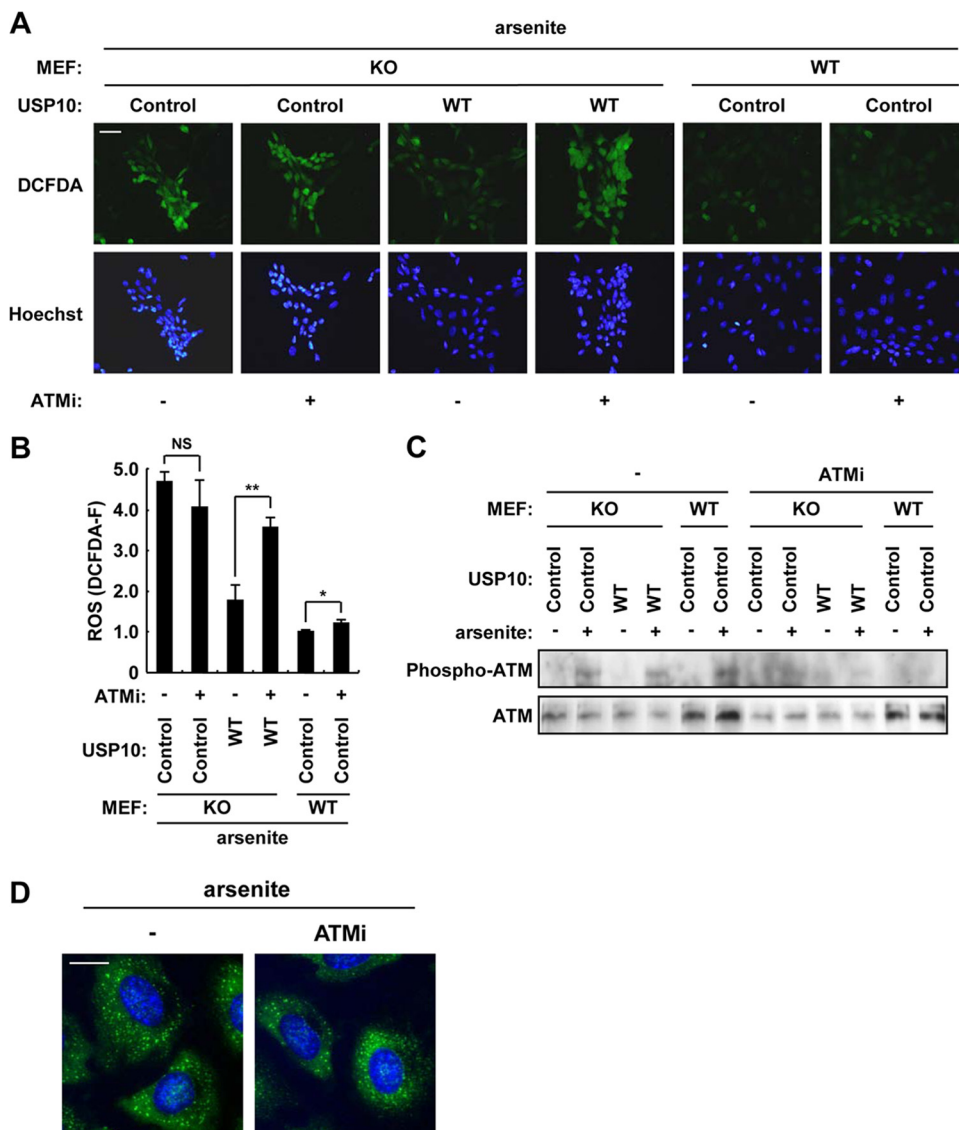 A
arsenite
MEF: KO WT
USP10: Control Control WT WT Control Control
DCFDA
Hoechst
ATMi: - + - + - +
B
NS
**
*
ROS (DCFDA-F)
5.0
4.0
3.0
2.0
1.0
0
ATMi: - + - + - +
USP10: Control Control WT WT Control Control
MEF: KO WT
arsenite
C
- ATMi
MEF: KO WT KO WT
USP10: Control Control WT WT Control Control Control Control WT WT Control Control
arsenite: - + - + - + - + - + - +
Phospho-ATM
ATM
D
arsenite
- ATMi